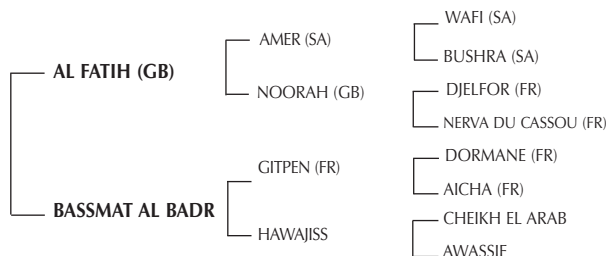 WAFI (SA)
AMER (SA)
BUSHRA (SA)
AL FATIH (GB)
DJELFOR (FR)
NOORAH (GB)
NERVA DU CASSOU (FR)
DORMANE (FR)
GITPEN (FR)
AICHA (FR)
BASSMAT AL BADR
CHEIKH EL ARAB
HAWAJISS
AWASSIF